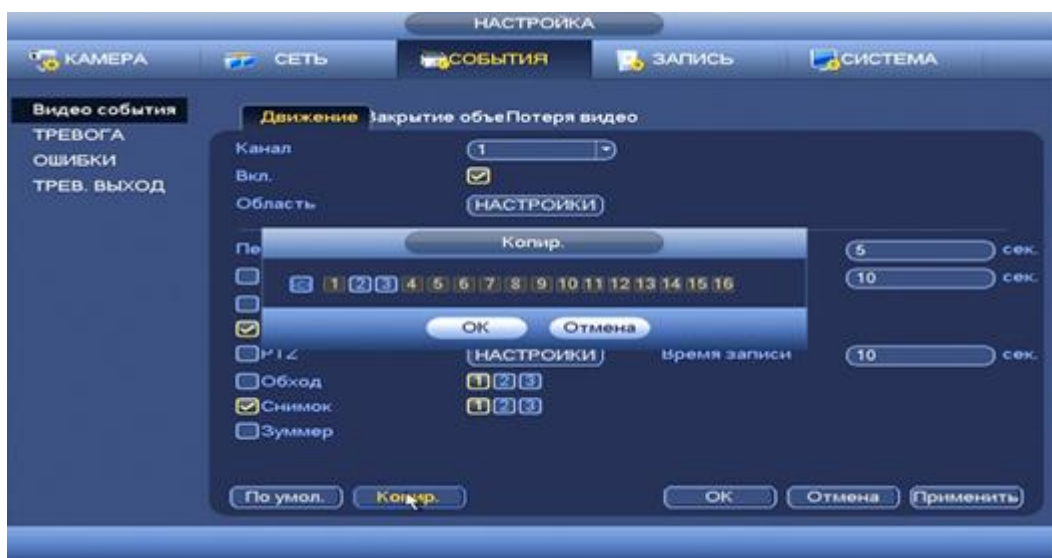 НАСТРОЙКА
КАМЕРА СЕТЬ СОБЫТИЯ ЗАПИСЬ СИСТЕМА
Видео события
ТРЕВОГА
ОШИБКИ
ТРЕВ. ВЫХОД
Движение Закрытие объе Потеря видео
Канал 1
Вкл.
Область НАСТРОЙКИ
Пе 5 сек.
10 сек.
Копир.
1 2 3 4 5 6 7 8 9 10 11 12 13 14 15 16
ОК Отмена
PTZ НАСТРОЙКИ Время записи 10 сек.
Обход 1 2 3
Снимок 1 2 3
Зуммер
По умол. Копир. ОК Отмена Применить